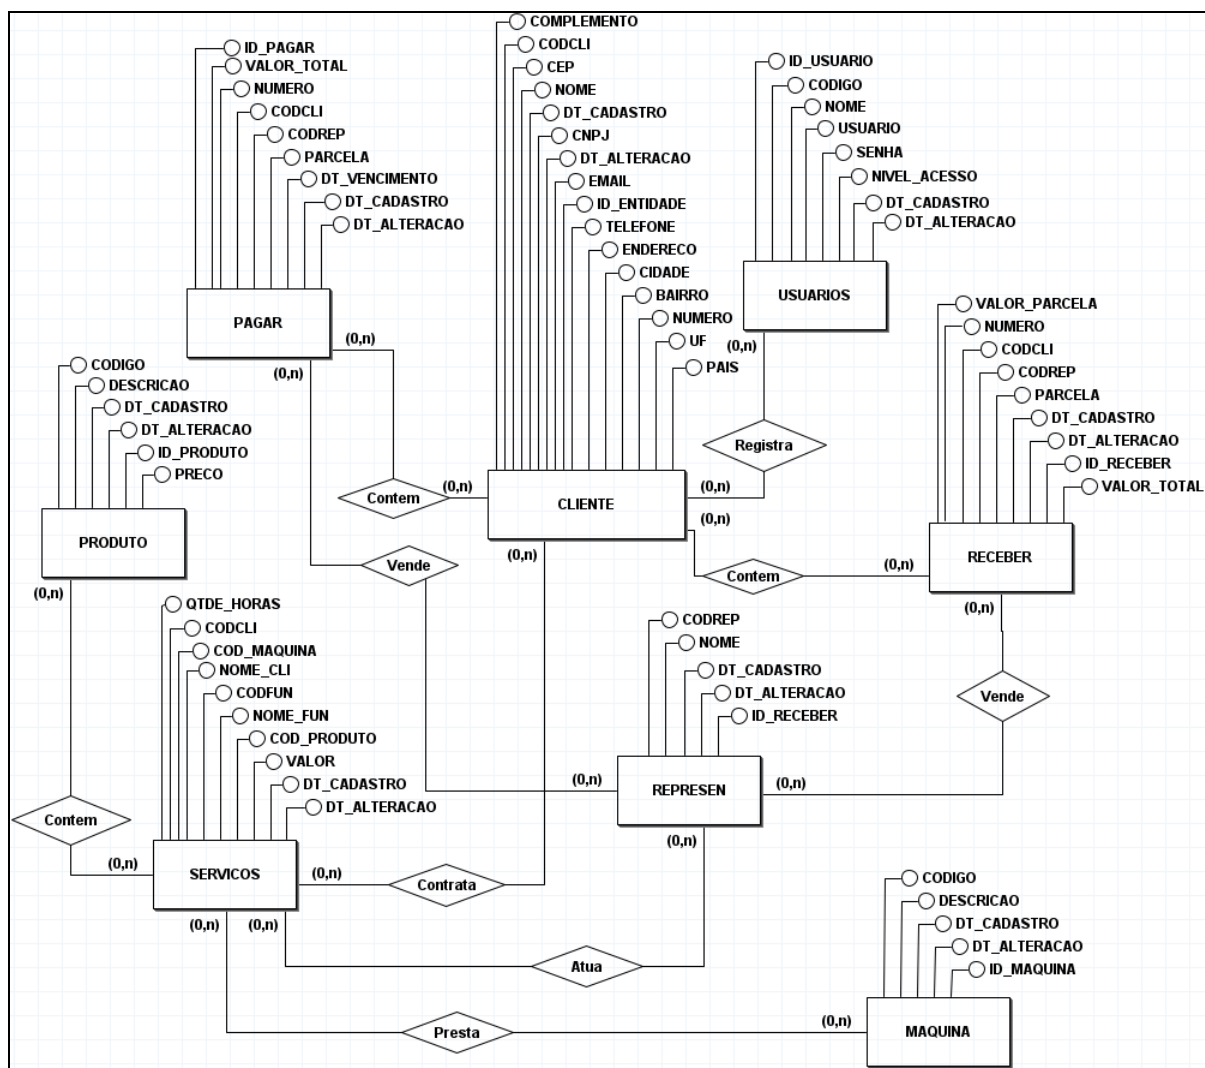 ID_PAGAR
VALOR_TOTAL
NUMERO
CODCLI
CODREP
PARCELA
DT_VENCIMENTO
DT_CADASTRO
DT_ALTERACAO
PAGAR
(0,n)
(0,n)
COMPLEMENTO
CODCLI
CEP
NOME
DT_CADASTRO
CNPJ
DT_ALTERACAO
EMAIL
ID_ENTIDADE
TELEFONE
ENDERECO
CIDADE
BAIRRO
NUMERO
UF
PAIS
CLIENTE
(0,n)
(0,n)
(0,n)
(0,n)
ID_USUARIO
CODIGO
NOME
USUARIO
SENHA
NIVEL_ACESSO
DT_CADASTRO
DT_ALTERACAO
USUARIOS
(0,n)
Registra
VALOR_PARCELA
NUMERO
CODCLI
CODREP
PARCELA
DT_CADASTRO
DT_ALTERACAO
ID_RECEBER
VALOR_TOTAL
RECEBER
(0,n)
(0,n)
Contem
CODIGO
DESCRICAO
DT_CADASTRO
DT_ALTERACAO
ID_PRODUTO
PRECO
PRODUTO
(0,n)
Contem
Vende
QTDE_HORAS
CODCLI
COD_MAQUINA
NOME_CLI
CODFUN
NOME_FUN
COD_PRODUTO
VALOR
DT_CADASTRO
DT_ALTERACAO
SERVICOS
(0,n)
(0,n)
(0,n)
(0,n)
Contem
Contrata
CODREP
NOME
DT_CADASTRO
DT_ALTERACAO
ID_RECEBER
REPRESEN
(0,n)
(0,n)
(0,n)
Vende
Atua
CODIGO
DESCRICAO
DT_CADASTRO
DT_ALTERACAO
ID_MAQUINA
MAQUINA
(0,n)
Presta